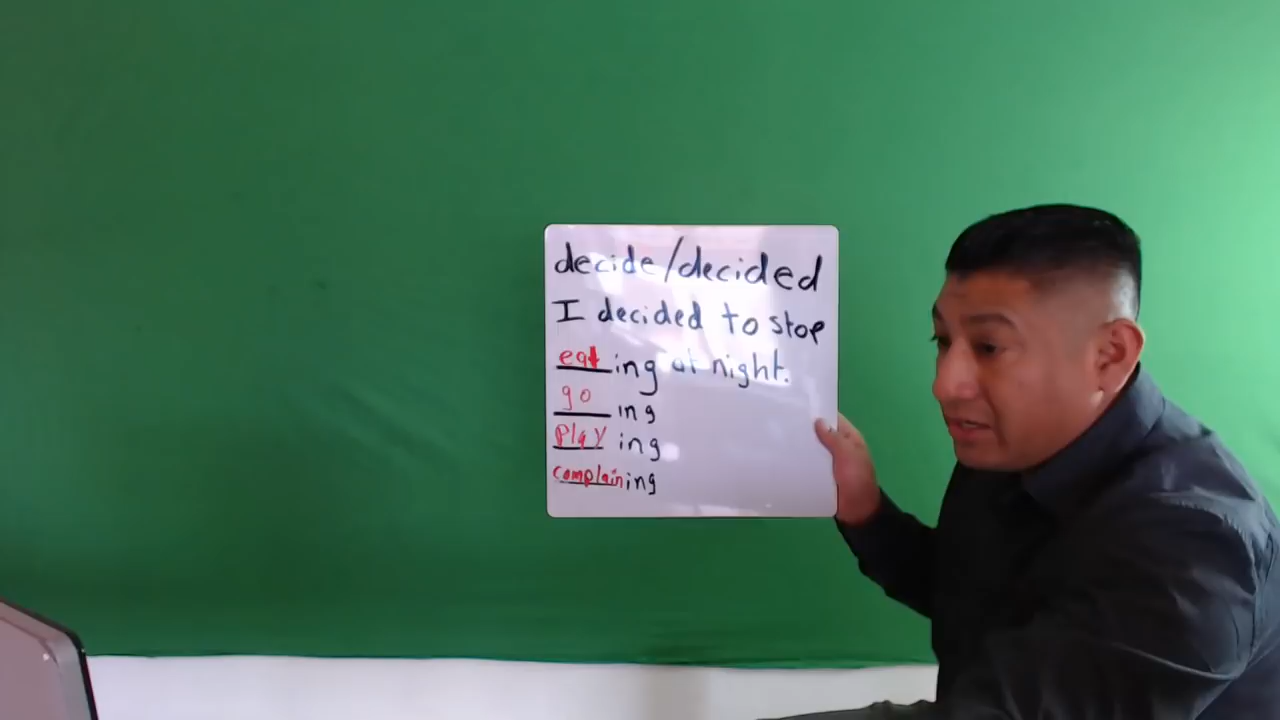 decide/decided
I decided to stop
eating at night.
going
playing
complaining